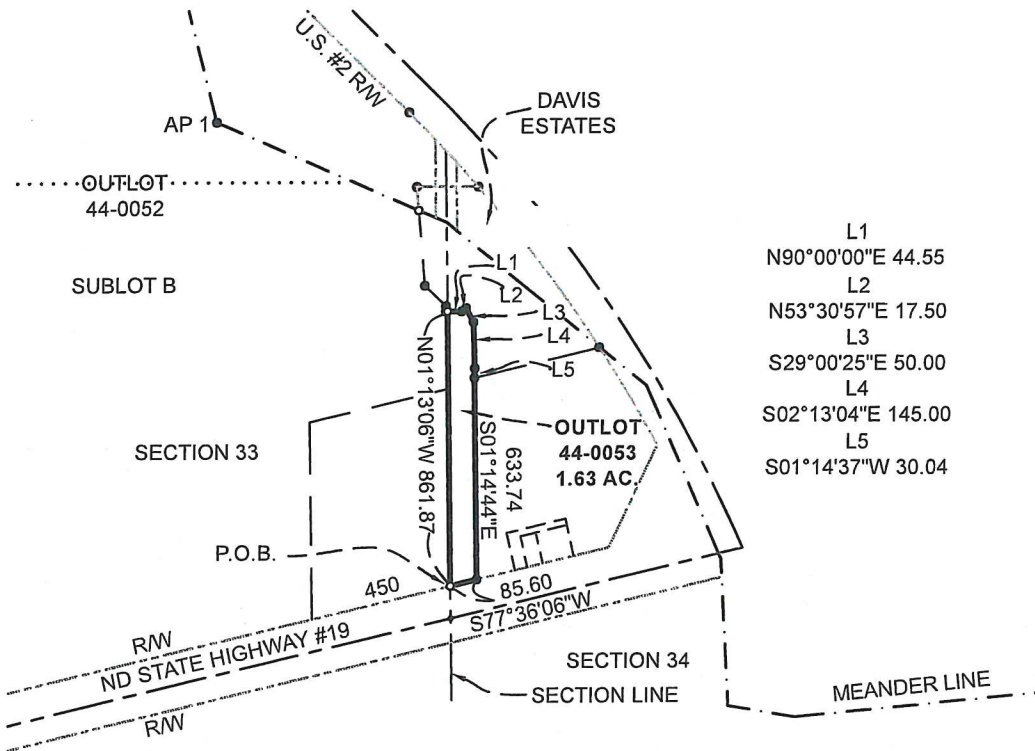 U.S. #2 R/W
DAVIS
ESTATES
AP 1
OUTLOT
44-0052
SUBLOT B
L1
L2
L3
L4
L5
L1
N90°00'00"E 44.55
L2
N53°30'57"E 17.50
L3
S29°00'25"E 50.00
L4
S02°13'04"E 145.00
L5
S01°14'37"W 30.04
N01°13'06"W 861.87
S01°14'44"E
633.74
OUTLOT
44-0053
1.63 AC.
SECTION 33
P.O.B.
450
85.60
S77°36'06"W
R/W
ND STATE HIGHWAY #19
R/W
SECTION 34
SECTION LINE
MEANDER LINE